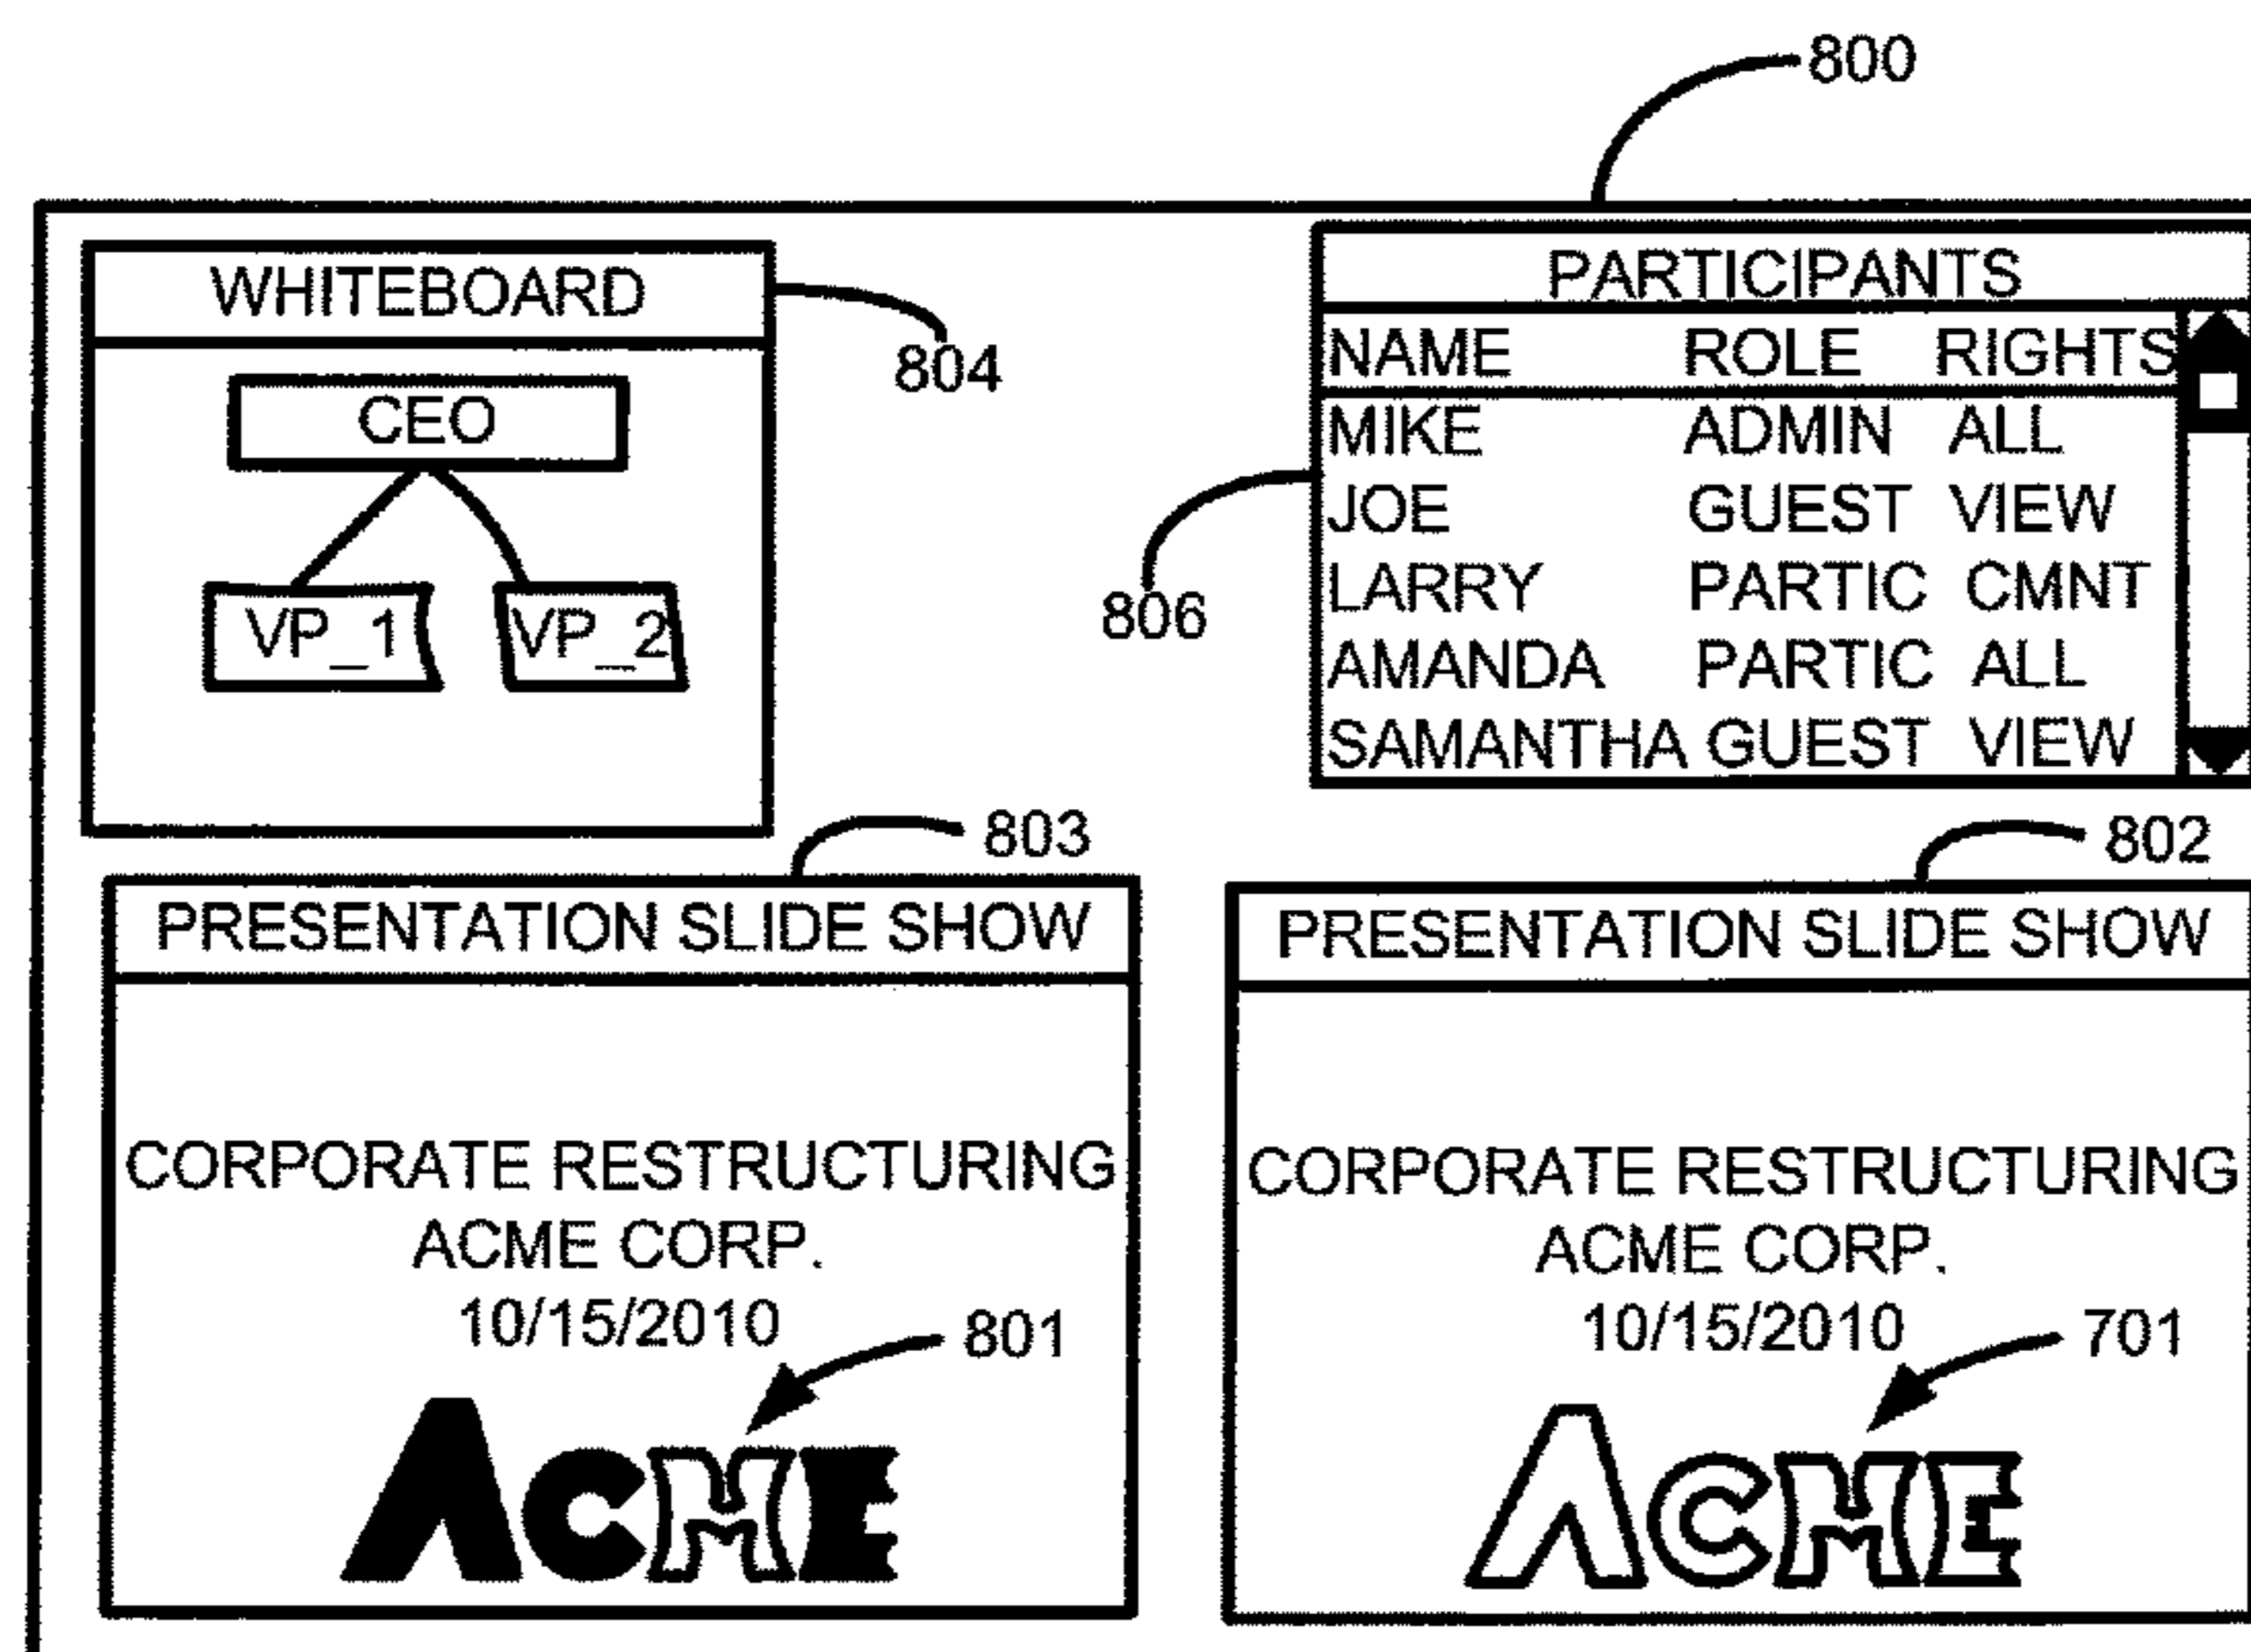 800
WHITEBOARD
804
CEO
VP_1 VP_2
PARTICIPANTS
NAME ROLE RIGHTS
MIKE ADMIN ALL
JOE GUEST VIEW
LARRY PARTIC CMNT
AMANDA PARTIC ALL
SAMANTHA GUEST VIEW
806
803
PRESENTATION SLIDE SHOW
CORPORATE RESTRUCTURING
ACME CORP.
10/15/2010
801
ACME
802
PRESENTATION SLIDE SHOW
CORPORATE RESTRUCTURING
ACME CORP.
10/15/2010
701
ACME